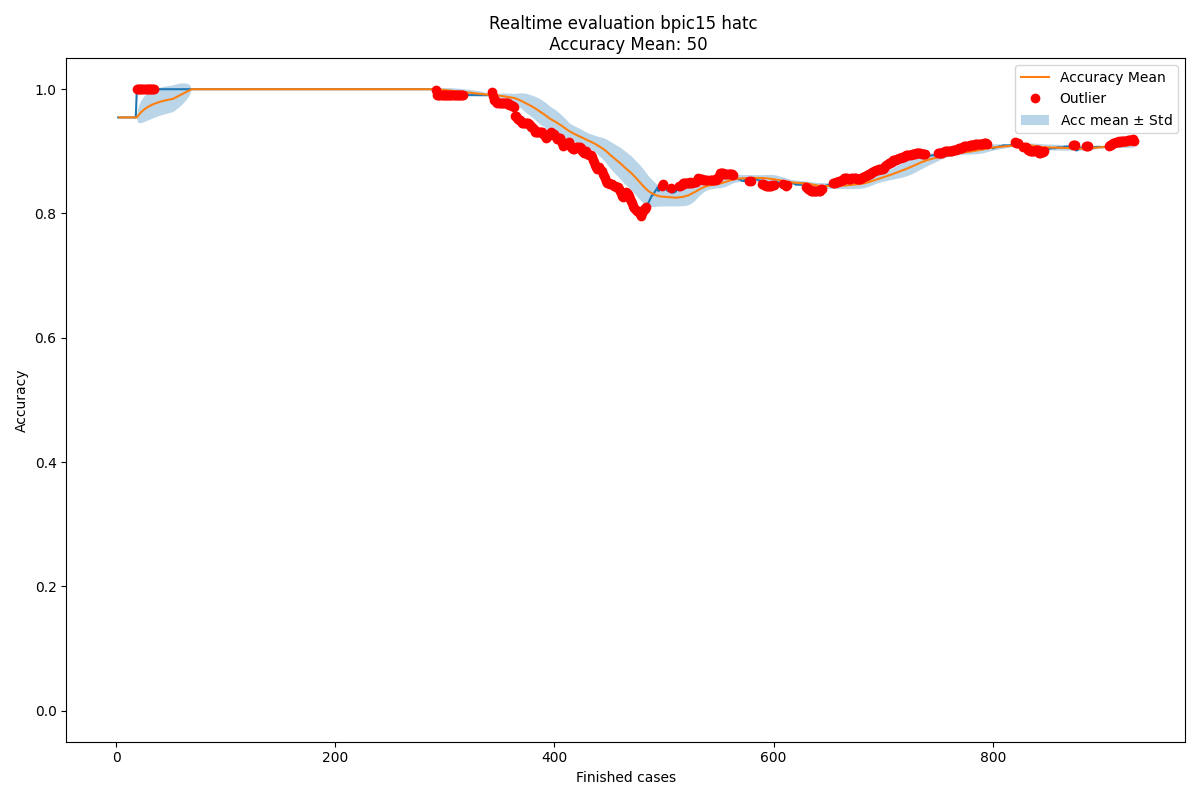 Realtime evaluation bpic15 hatc
Accuracy Mean: 50
Accuracy Mean
Outlier
Acc mean ± Std
1.0
0.8
0.6
0.4
0.2
0.0
Accuracy
0
200
400
600
800
Finished cases